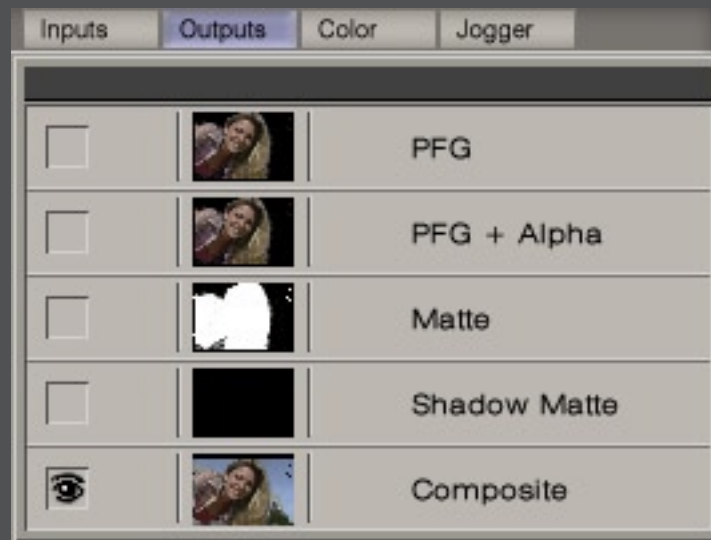 Inputs Outputs Color Jogger
PFG
PFG + Alpha
Matte
Shadow Matte
Composite